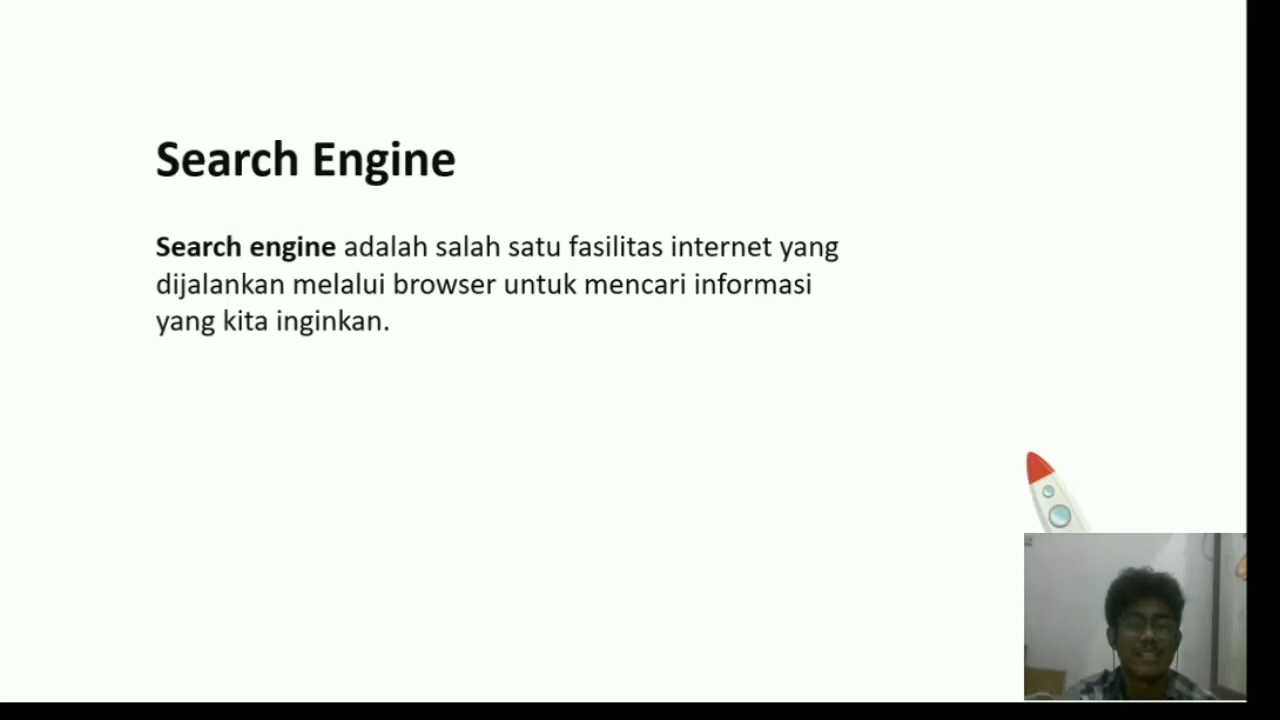 Search Engine
Search engine adalah salah satu fasilitas internet yang
dijalankan melalui browser untuk mencari informasi
yang kita inginkan.